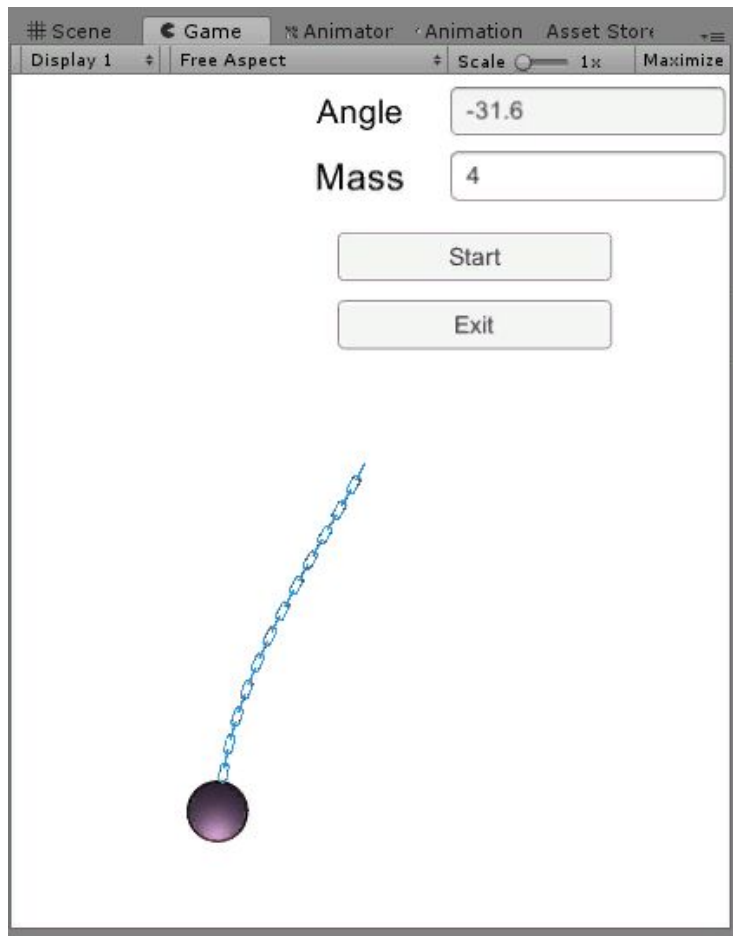 Scene Game Animator Animation Asset Store
Display 1 Free Aspect Scale 1x Maximize
Angle -31.6
Mass 4
Start
Exit